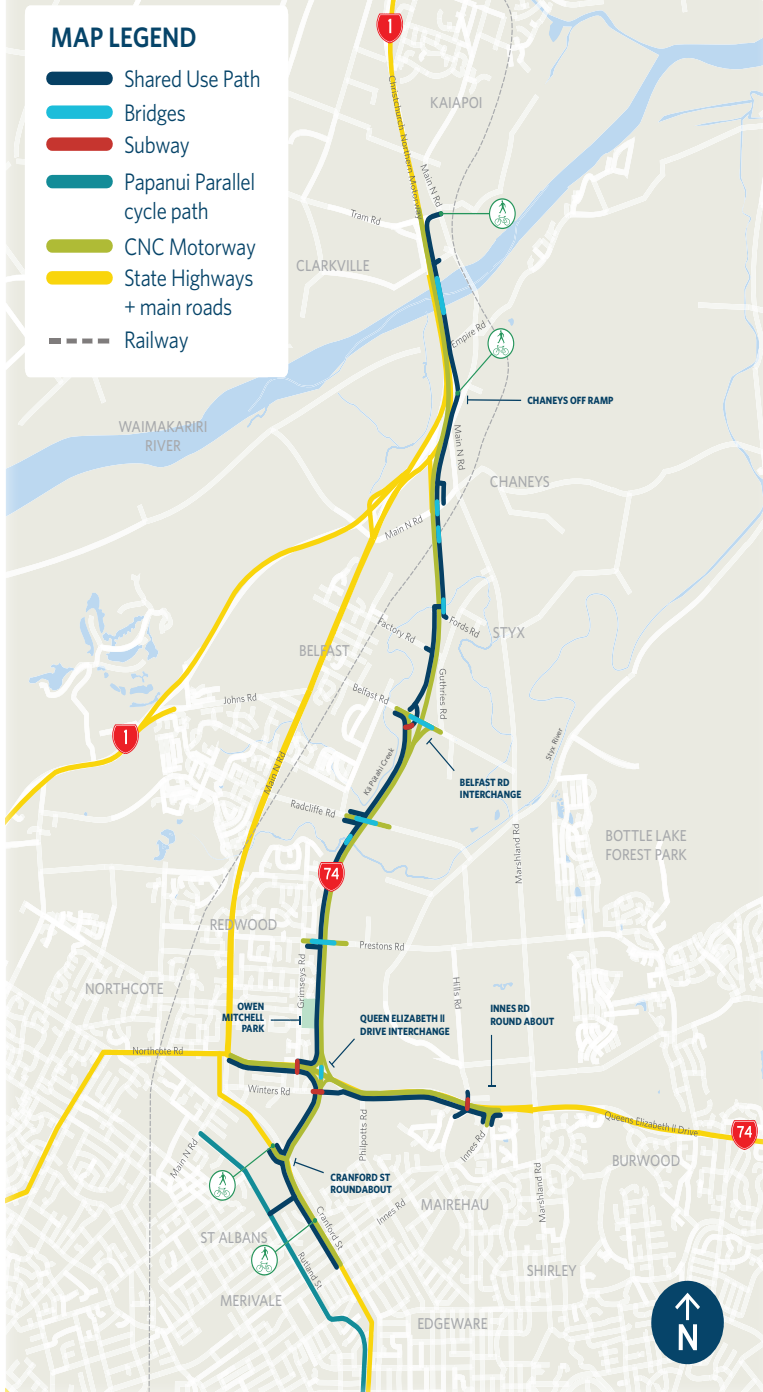 MAP LEGEND
Shared Use Path
Bridges
Subway
Papanui Parallel
cycle path
CNC Motorway
State Highways
+ main roads
Railway
1
KAIAPOI
Christchurch Northern Motorway
Main N Rd
Tram Rd
CLARKVILLE
Empire Rd
CHANEYS OFF RAMP
WAIMAKARIRI
RIVER
Main N Rd
CHANEYS
Main N Rd
Factory Rd
Fords Rd
STYX
BELFAST
Belfast Rd
Guthries Rd
Johns Rd
1
Styx River
Main N Rd
Kā Pūtahi Creek
BELFAST RD
INTERCHANGE
Radcliffe Rd
Marshland Rd
BOTTLE LAKE
FOREST PARK
74
REDWOOD
Prestons Rd
Grimseys Rd
NORTHCOTE
Hills Rd
OWEN
MITCHELL
PARK
QUEEN ELIZABETH II
DRIVE INTERCHANGE
INNES RD
ROUND ABOUT
Northcote Rd
Winters Rd
Philpotts Rd
Queens Elizabeth II Drive
74
Main N Rd
Innes Rd
BURWOOD
CRANFORD ST
ROUNDABOUT
Marshland Rd
MAIREHAU
Innes Rd
Cranford St
ST ALBANS
Rutland St
SHIRLEY
MERIVALE
EDGEWARE
N